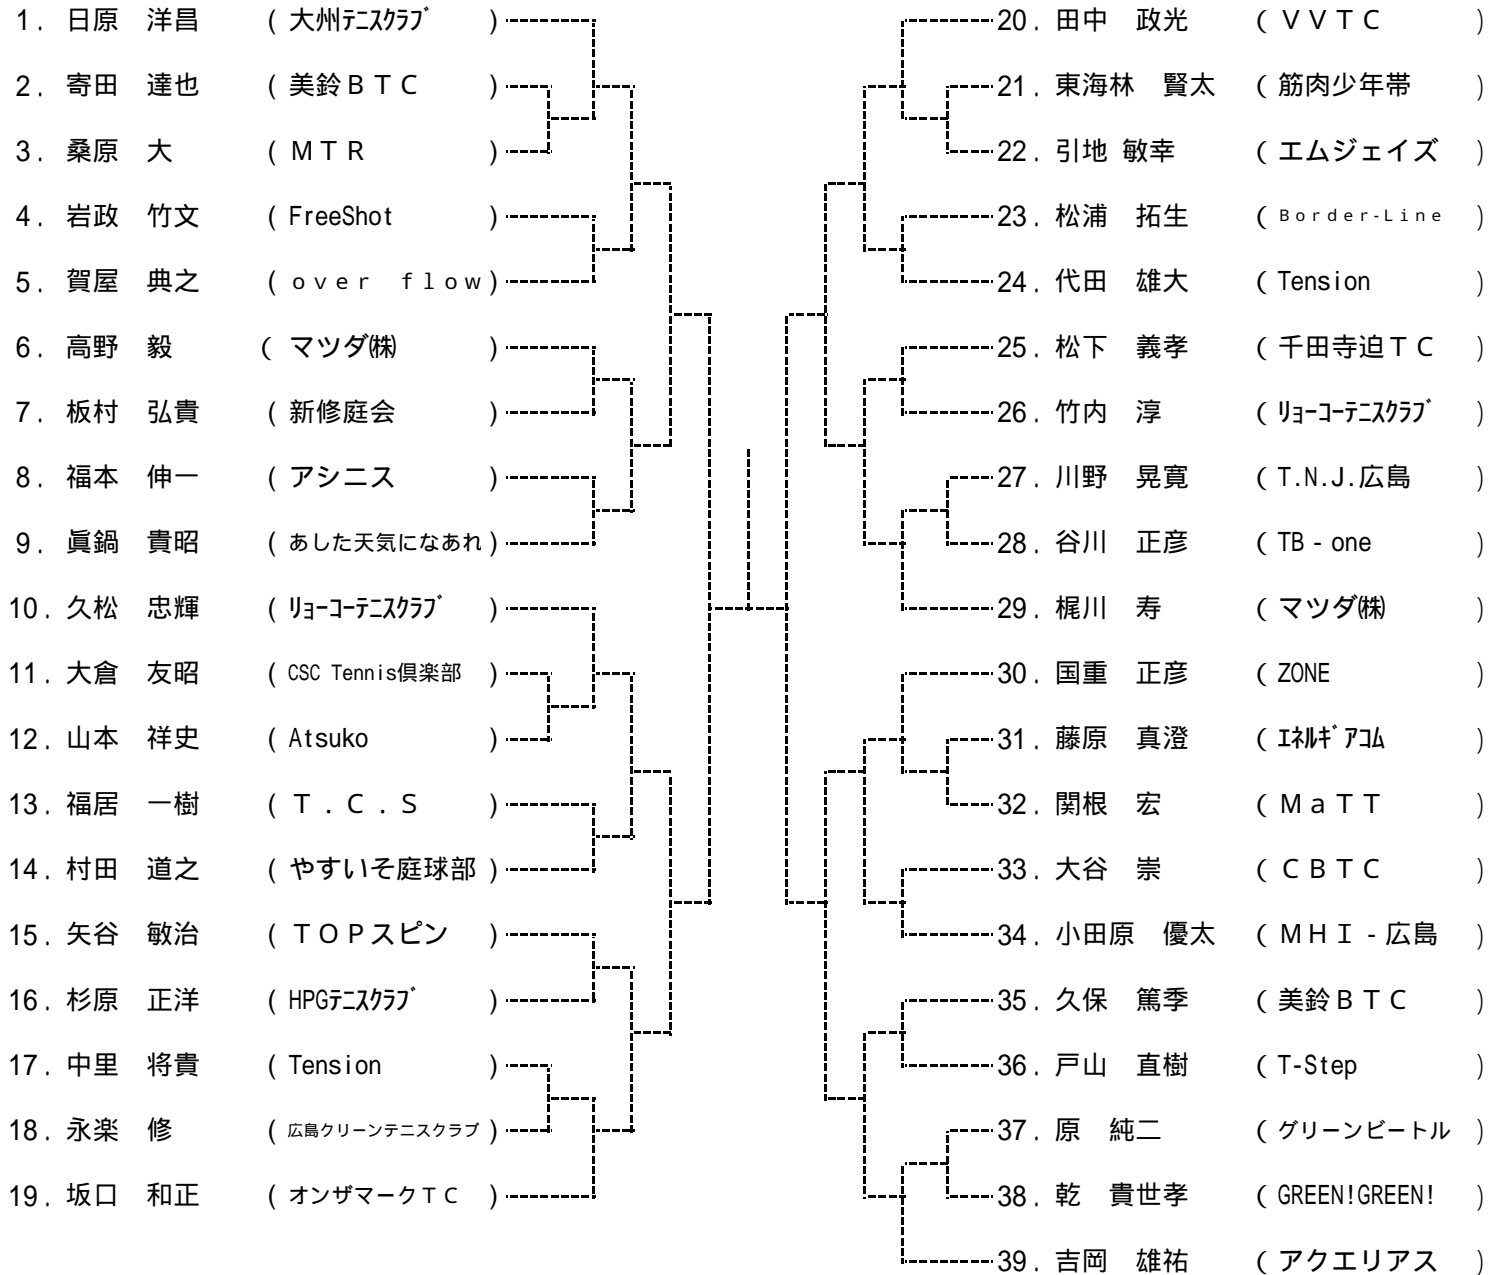 1. 日原　洋昌 ( 大州ﾃﾆｽｸﾗﾌﾞ )
2. 寄田　達也 ( 美鈴ＢＴＣ )
3. 桑原　大 ( ＭＴＲ )
4. 岩政　竹文 ( FreeShot )
5. 賀屋　典之 ( ｏｖｅｒ　ｆｌｏｗ )
6. 高野　毅 ( マツダ㈱ )
7. 板村　弘貴 ( 新修庭会 )
8. 福本　伸一 ( アシニス )
9. 眞鍋　貴昭 ( あした天気になあれ )
10. 久松　忠輝 ( ﾘｮｰｺｰﾃﾆｽｸﾗﾌﾞ )
11. 大倉　友昭 ( CSC Tennis倶楽部 )
12. 山本　祥史 ( Atsuko )
13. 福居　一樹 ( Ｔ．Ｃ．Ｓ )
14. 村田　道之 ( やすいそ庭球部 )
15. 矢谷　敏治 ( ＴＯＰスピン )
16. 杉原　正洋 ( HPGﾃﾆｽｸﾗﾌﾞ )
17. 中里　将貴 ( Tension )
18. 永楽　修 ( 広島クリーンテニスクラブ )
19. 坂口　和正 ( オンザマークＴＣ )
20. 田中　政光 ( ＶＶＴＣ )
21. 東海林　賢太 ( 筋肉少年帯 )
22. 引地 敏幸 ( エムジェイズ )
23. 松浦　拓生 ( Ｂｏｒｄｅｒ-Ｌｉｎｅ )
24. 代田　雄大 ( Tension )
25. 松下　義孝 ( 千田寺迫ＴＣ )
26. 竹内　淳 ( ﾘｮｰｺｰﾃﾆｽｸﾗﾌﾞ )
27. 川野　晃寛 ( T.N.J.広島 )
28. 谷川　正彦 ( TB - one )
29. 梶川　寿 ( マツダ㈱ )
30. 国重　正彦 ( ZONE )
31. 藤原　真澄 ( ｴﾈﾙｷﾞｱｺﾑ )
32. 関根　宏 ( ＭａＴＴ )
33. 大谷　崇 ( ＣＢＴＣ )
34. 小田原　優太 ( ＭＨＩ - 広島 )
35. 久保　篤季 ( 美鈴ＢＴＣ )
36. 戸山　直樹 ( T-Step )
37. 原　純二 ( グリーンビートル )
38. 乾　貴世孝 ( GREEN!GREEN! )
39. 吉岡　雄祐 ( アクエリアス )